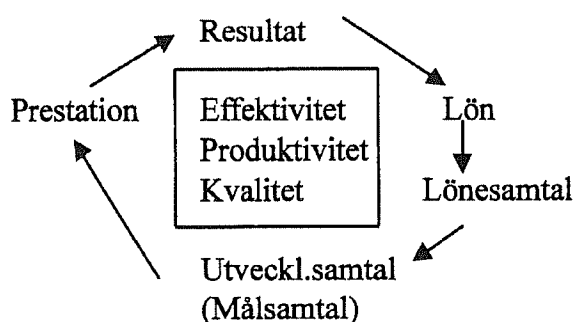 Resultat
Prestation
Effektivitet
Produktivitet
Kvalitet
Lön
Lönesamtal
Utveckl.samtal
(Målsamtal)